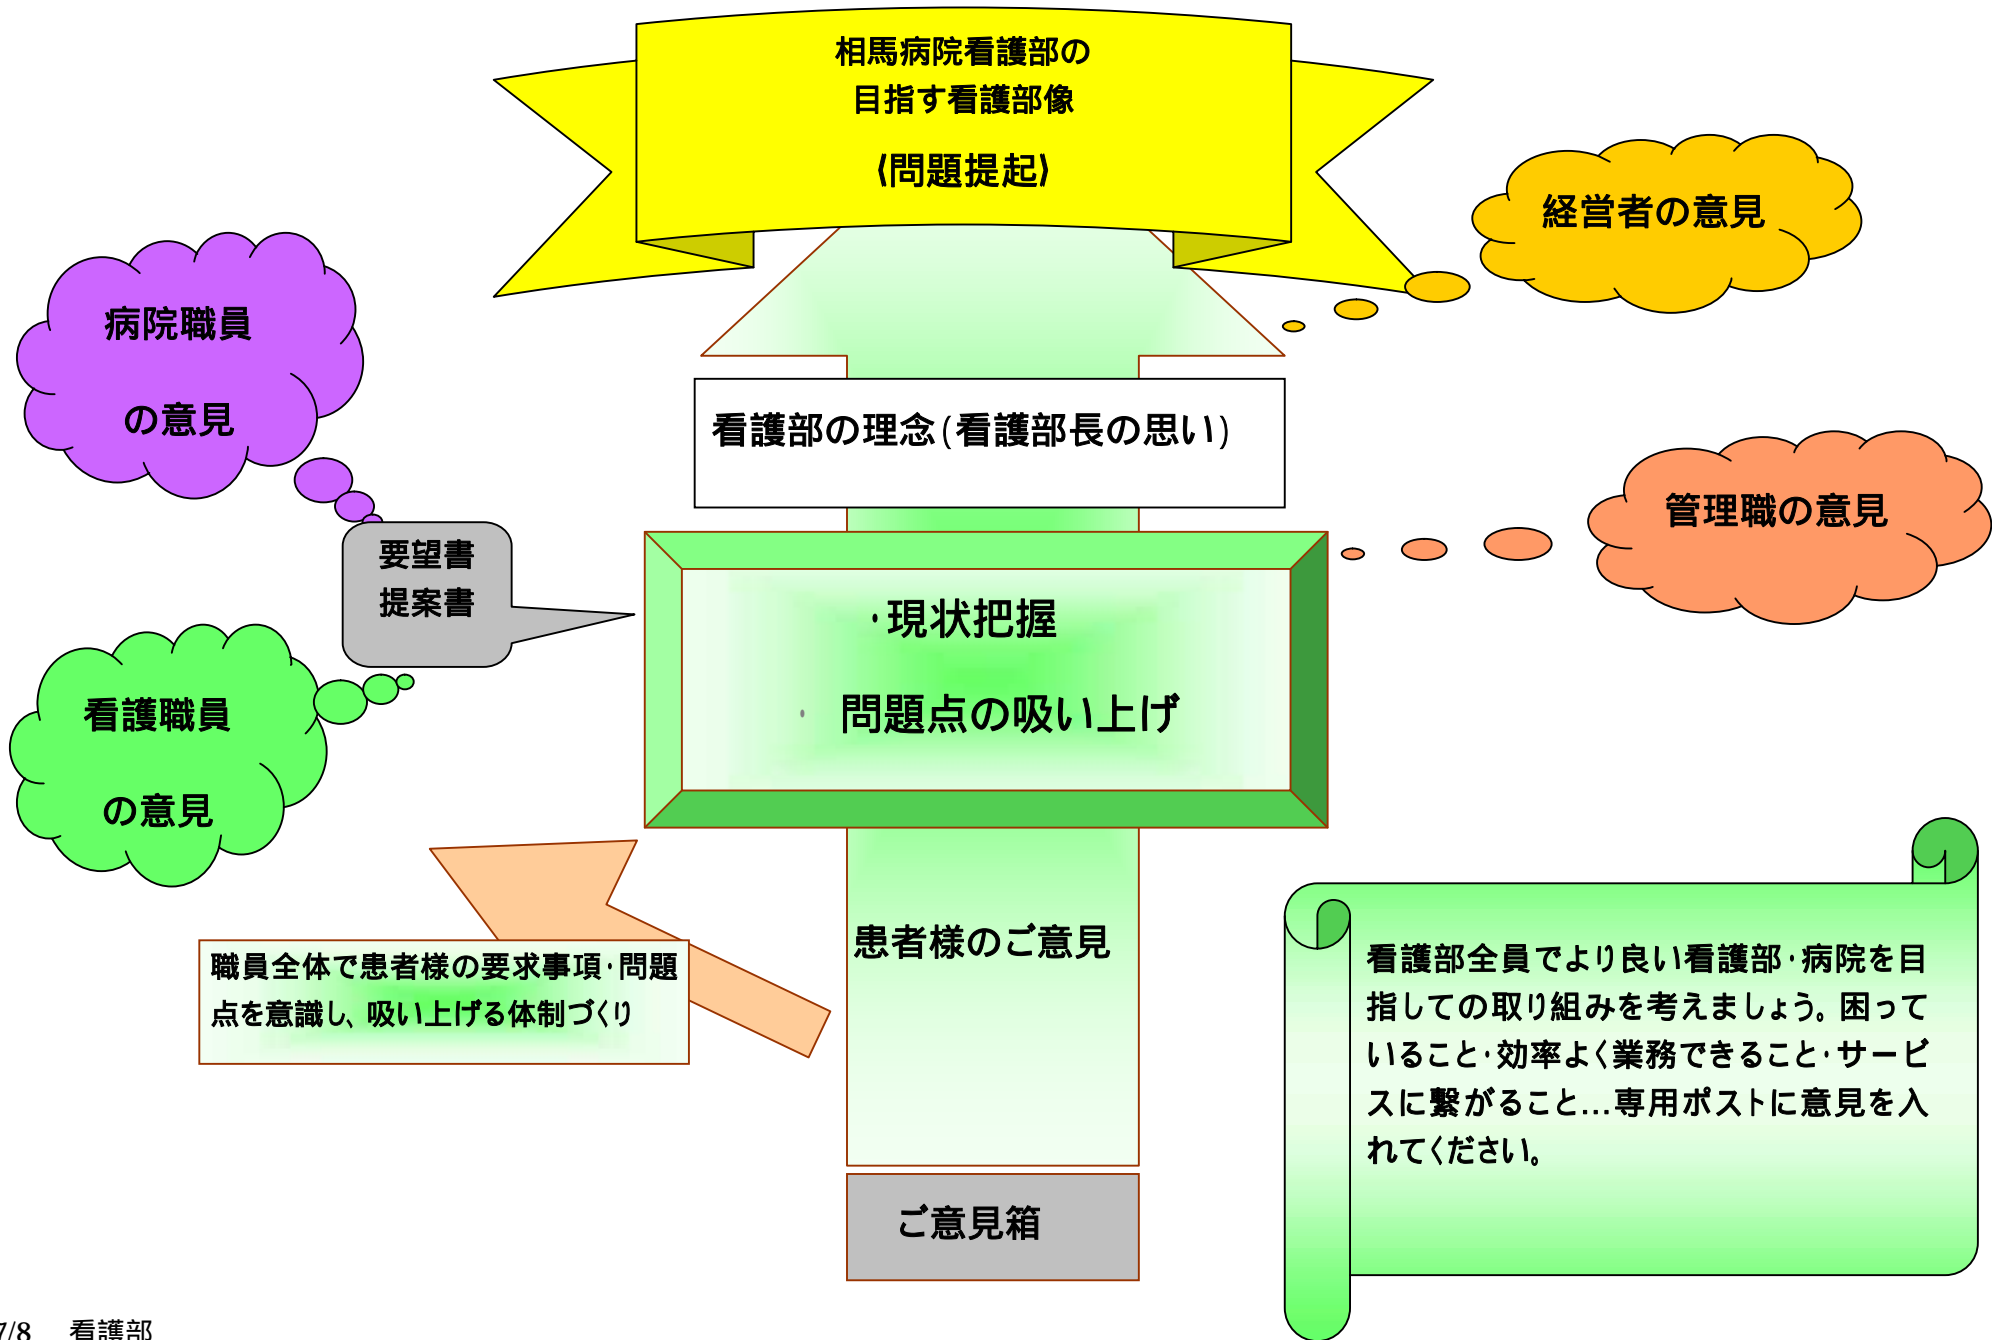 相馬病院看護部の
目指す看護部像
(問題提起)
経営者の意見
病院職員
の意見
看護部の理念(看護部長の思い)
管理職の意見
要望書
提案書
・現状把握
・ 問題点の吸い上げ
看護職員
の意見
患者様のご意見
職員全体で患者様の要求事項・問題
点を意識し、吸い上げる体制づくり
看護部全員でより良い看護部・病院を目
指しての取り組みを考えましょう。困って
いること・効率よく業務できること・サービ
スに繋がること…専用ポストに意見を入
れてください。
ご意見箱
7/8 看護部